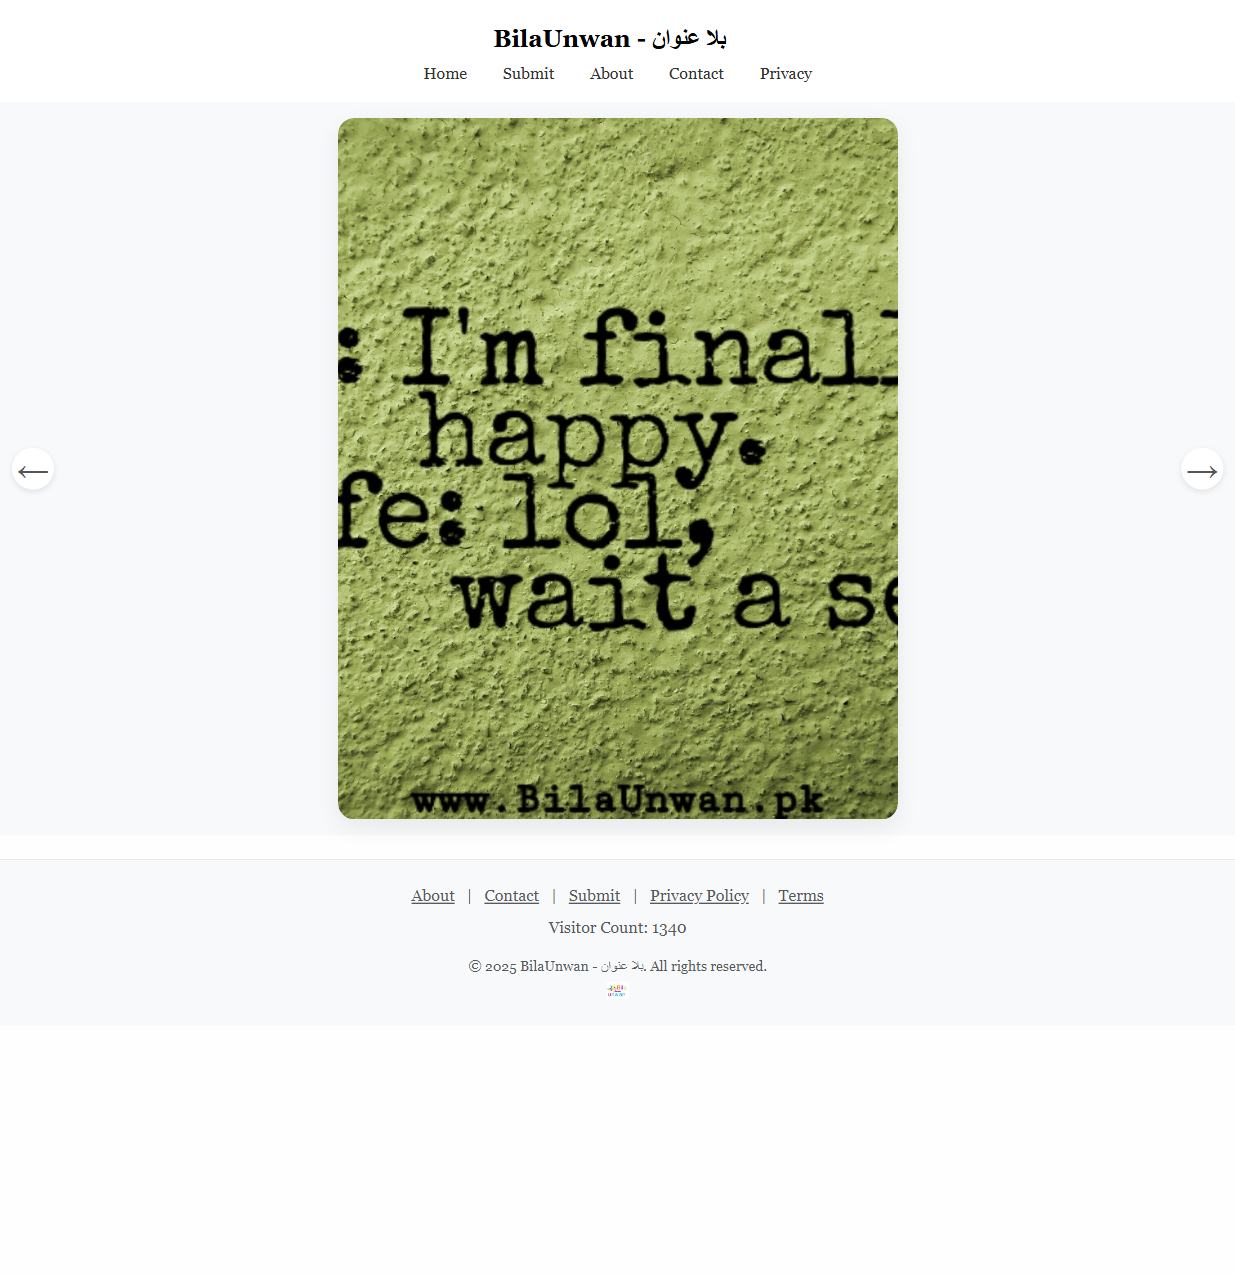 BilaUnwan - بلا عنوان
Home Submit About Contact Privacy
: I'm finall
happy.
fe: lol,
wait a se
www.BilaUnwan.pk
← →
About | Contact | Submit | Privacy Policy | Terms
Visitor Count: 1340
© 2025 BilaUnwan - بلا عنوان. All rights reserved.